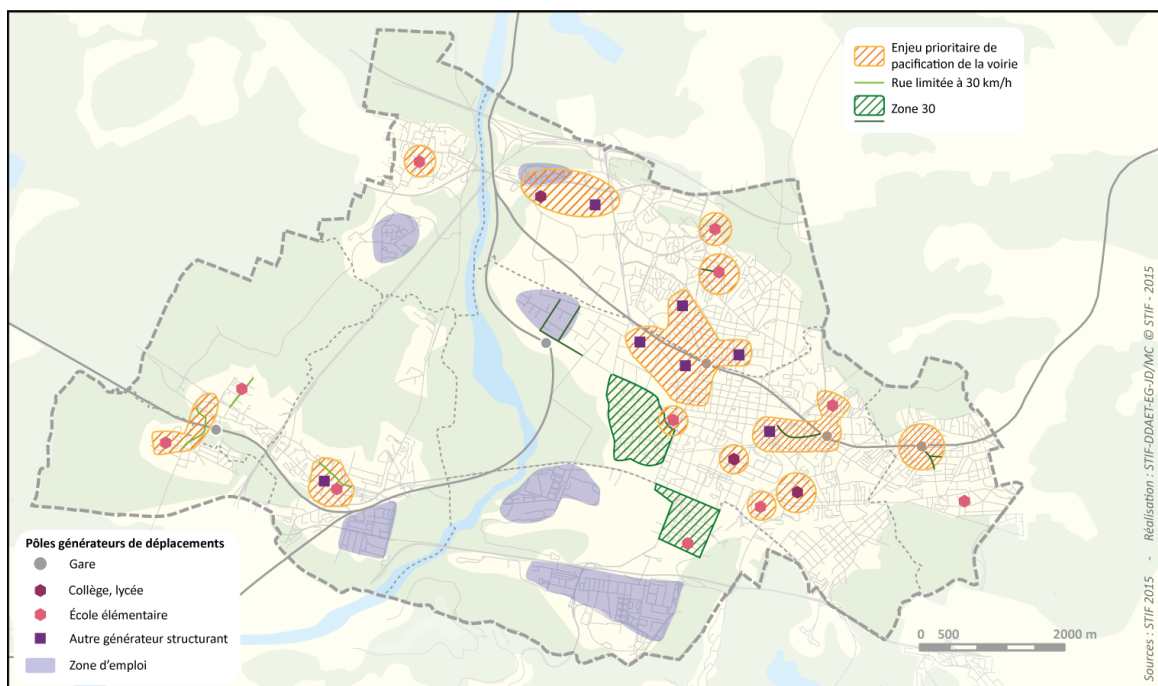 Enjeu prioritaire de
pacification de la voirie
Rue limitée à 30 km/h
Zone 30
Pôles générateurs de déplacements
Gare
Collège, lycée
École élémentaire
Autre générateur structurant
Zone d'emploi
0 500 2000 m
Sources : STIF 2015 - Réalisation : STIF-DDAET-EG-JD/MC © STIF - 2015